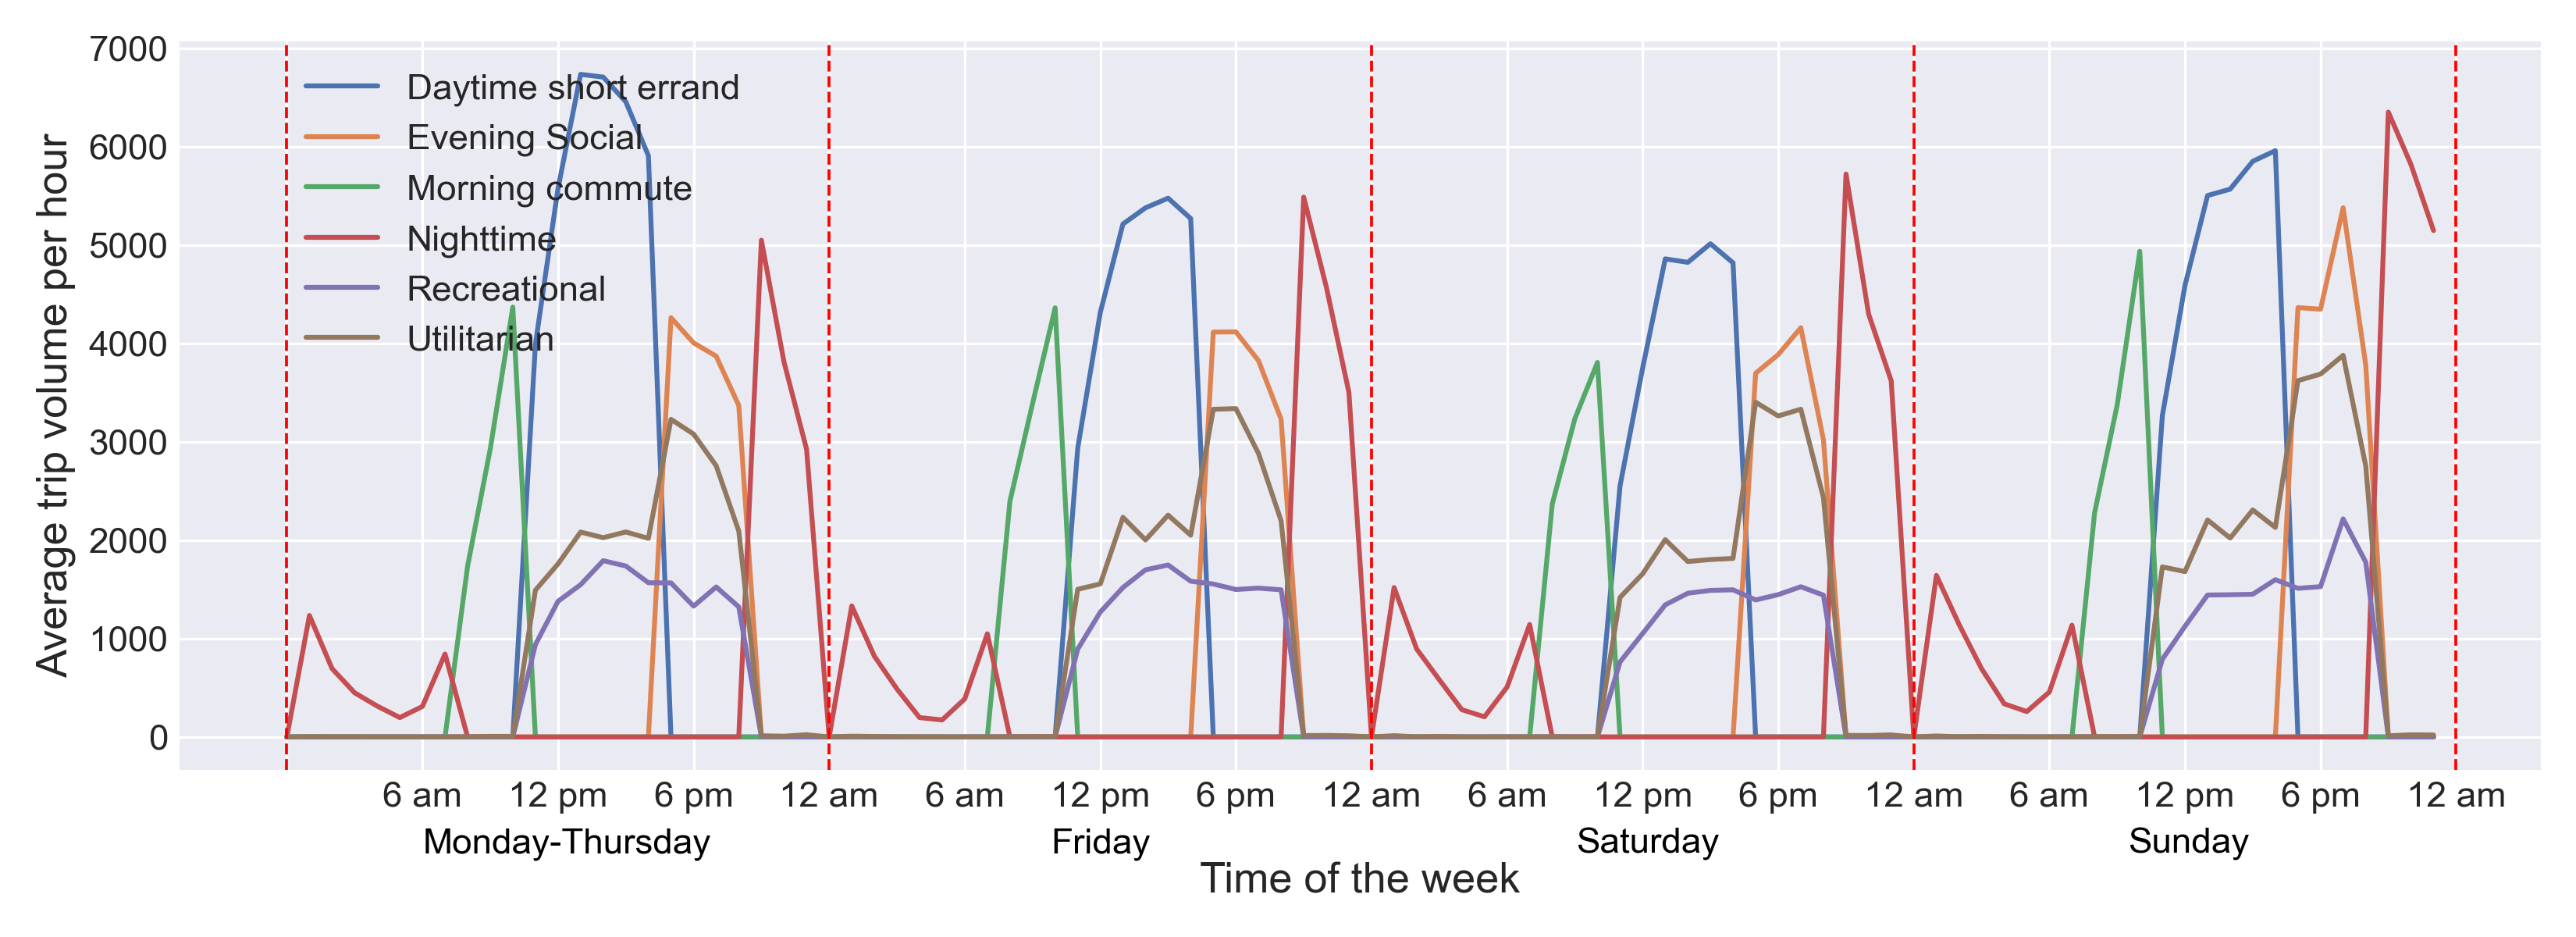 Average trip volume per hour
7000
6000
5000
4000
3000
2000
1000
0
Daytime short errand
Evening Social
Morning commute
Nighttime
Recreational
Utilitarian
6 am 12 pm 6 pm 12 am 6 am 12 pm 6 pm 12 am 6 am 12 pm 6 pm 12 am 6 am 12 pm 6 pm 12 am
Monday-Thursday Friday Saturday Sunday
Time of the week